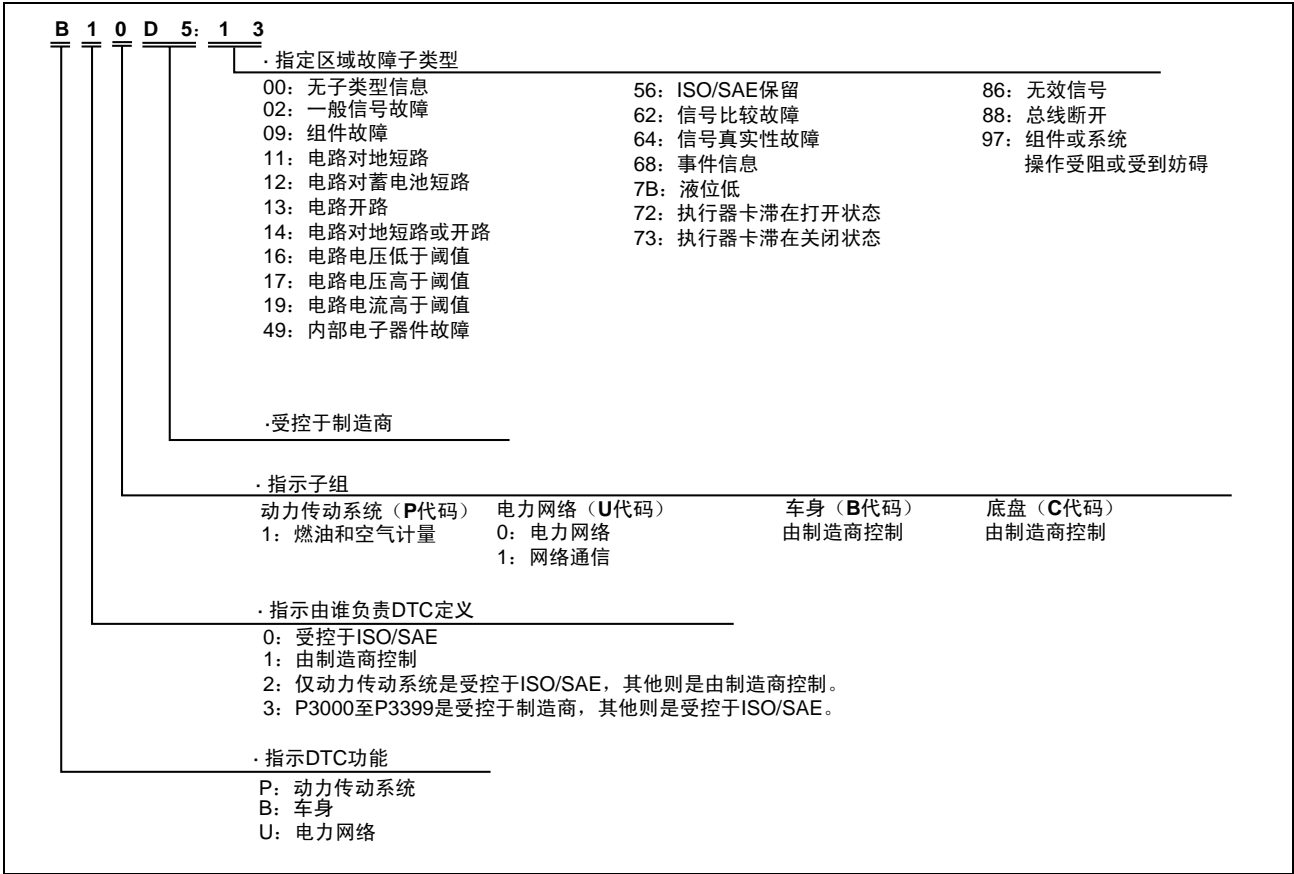 B 1 0 D 5: 1 3
· 指定区域故障子类型
00：无子类型信息
02：一般信号故障
09：组件故障
11：电路对地短路
12：电路对蓄电池短路
13：电路开路
14：电路对地短路或开路
16：电路电压低于阈值
17：电路电压高于阈值
19：电路电流高于阈值
49：内部电子器件故障
56：ISO/SAE保留
62：信号比较故障
64：信号真实性故障
68：事件信息
7B：液位低
72：执行器卡滞在打开状态
73：执行器卡滞在关闭状态
86：无效信号
88：总线断开
97：组件或系统
操作受阻或受到妨碍
·受控于制造商
· 指示子组
动力传动系统（P代码）
1：燃油和空气计量
电力网络（U代码）
0：电力网络
1：网络通信
车身（B代码）
由制造商控制
底盘（C代码）
由制造商控制
· 指示由谁负责DTC定义
0：受控于ISO/SAE
1：由制造商控制
2：仅动力传动系统是受控于ISO/SAE，其他则是由制造商控制。
3：P3000至P3399是受控于制造商，其他则是受控于ISO/SAE。
· 指示DTC功能
P：动力传动系统
B：车身
U：电力网络